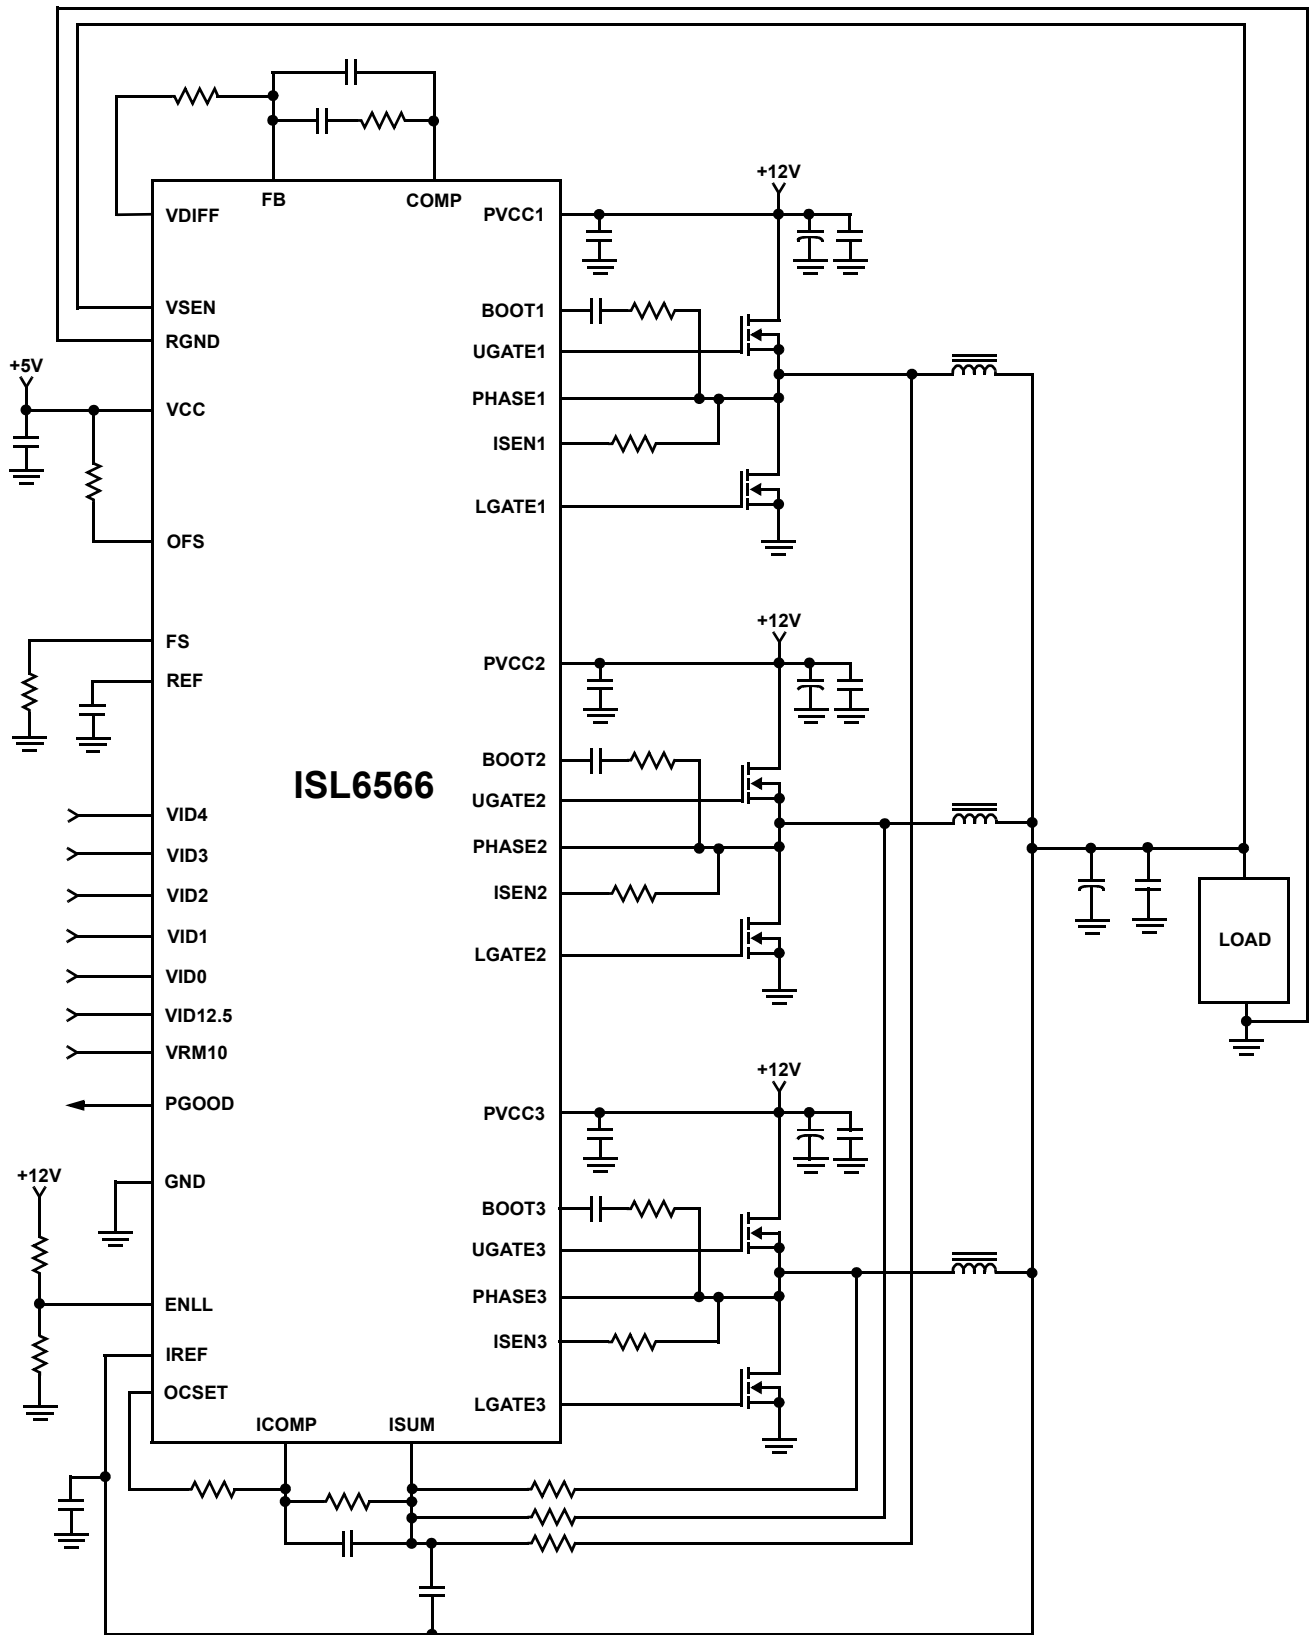 FB
COMP
VDIFF
VSEN
RGND
+5V
VCC
OFS
FS
REF
ISL6566
VID4
VID3
VID2
VID1
VID0
VID12.5
VRM10
PGOOD
GND
+12V
ENLL
IREF
OCSET
ICOMP
ISUM
+12V
PVCC1
BOOT1
UGATE1
PHASE1
ISEN1
LGATE1
+12V
PVCC2
BOOT2
UGATE2
PHASE2
ISEN2
LGATE2
+12V
PVCC3
BOOT3
UGATE3
PHASE3
ISEN3
LGATE3
LOAD